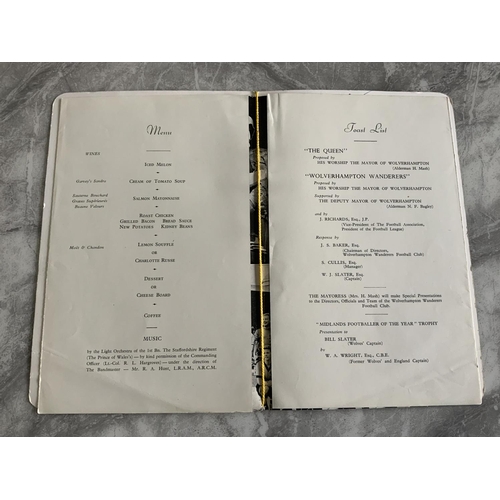 Menu
WINES
ICED MELON
Harvey's Sandra
CREAM OF TOMATO SOUP
SALMON MAYONNAISE
ROAST CHICKEN
GRILLED BACON BREAD SAUCE
NEW POTATOES KIDNEY BEANS
Moët & Chandon
LEMON SOUFFLÉ
OR
CHARLOTTE RUSSE
DESSERT
OR
CHEESE BOARD
COFFEE
MUSIC
by the Light Orchestra of the 1st Bn. The Staffordshire Regiment
(The Prince of Wales's) — by kind permission of the Commanding
Officer (Lt.-Col. R. L. Hargroves) — under the direction of
The Bandmaster — Mr. R. A. Hunt, L.R.A.M., A.R.C.M.
Toast List
"THE QUEEN"
Proposed by
HIS WORSHIP THE MAYOR OF WOLVERHAMPTON
(Alderman H. Mash)
"WOLVERHAMPTON WANDERERS"
Proposed by
HIS WORSHIP THE MAYOR OF WOLVERHAMPTON
Supported by
THE DEPUTY MAYOR OF WOLVERHAMPTON
(Alderman N. F. Bagley)
and by
J. RICHARDS, Esq., J.P.
(Vice-President of The Football Association,
President of the Football League)
Response by
J. S. BAKER, Esq.
(Chairman of Directors,
Wolverhampton Wanderers Football Club)
S. CULLIS, Esq.
(Manager)
W. J. SLATER, Esq.
(Captain)
THE MAYORESS (Mrs. H. Mash) will make Special Presentations
to the Directors, Officials and Team of the Wolverhampton Wanderers
Football Club.
"MIDLANDS FOOTBALLER OF THE YEAR" TROPHY
Presentation to
BILL SLATER
(Wolves' Captain)
by
W. A. WRIGHT, Esq., C.B.E.
(Former Wolves' and England Captain)